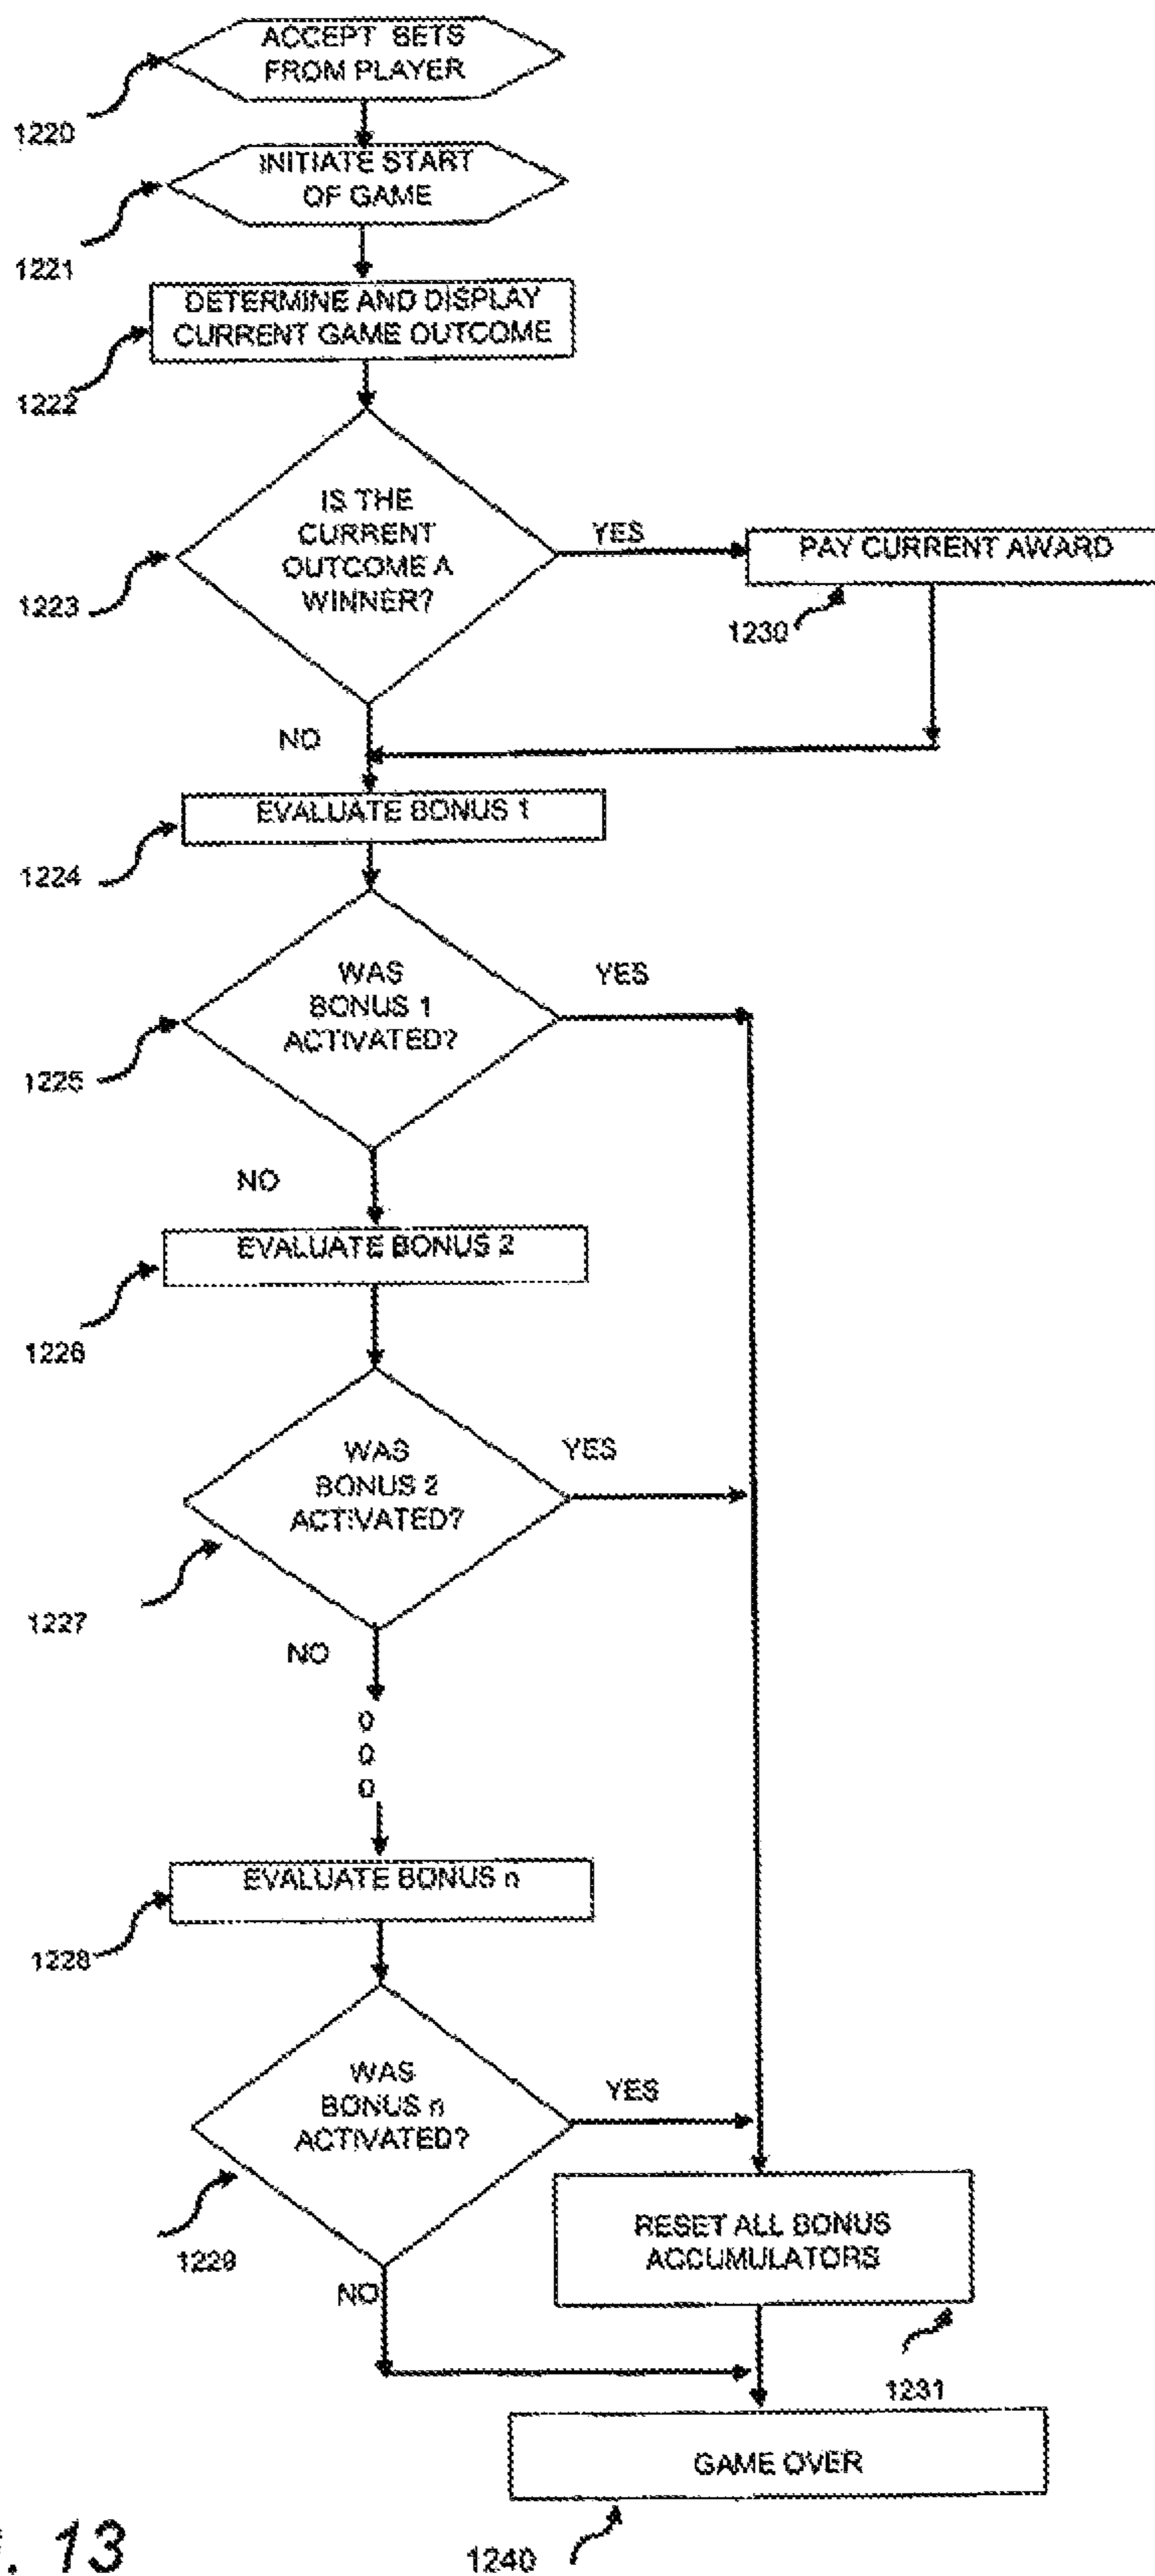 ACCEPT BETS
FROM PLAYER
1220
INITIATE START
OF GAME
1221
DETERMINE AND DISPLAY
CURRENT GAME OUTCOME
1222
IS THE
CURRENT
OUTCOME A
WINNER?
YES
PAY CURRENT AWARD
1223
1230
NO
EVALUATE BONUS 1
1224
WAS
BONUS 1
ACTIVATED?
YES
1225
NO
EVALUATE BONUS 2
1226
WAS
BONUS 2
ACTIVATED?
YES
1227
NO
0
0
0
EVALUATE BONUS n
1228
WAS
BONUS n
ACTIVATED?
YES
1229
RESET ALL BONUS
ACCUMULATORS
NO
1231
GAME OVER
1240
. 13